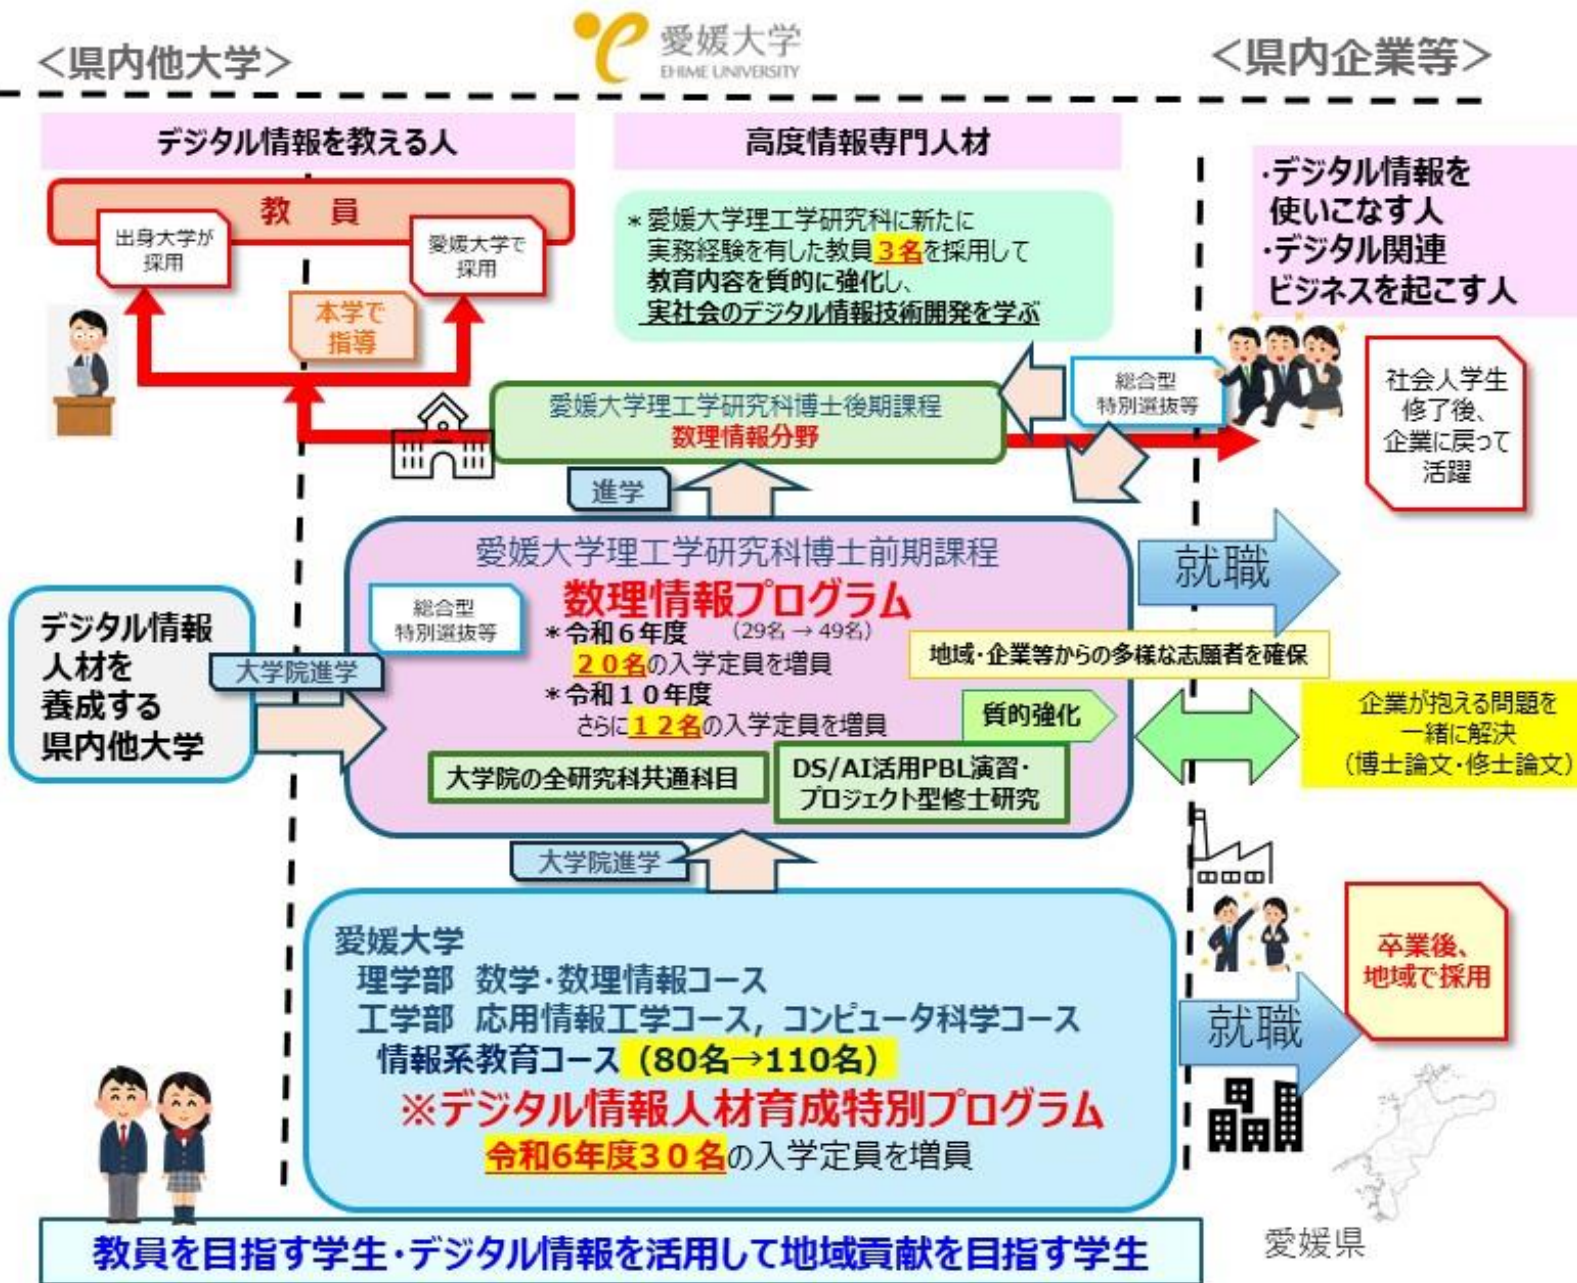 <県内他大学>
愛媛大学
EHIME UNIVERSITY
<県内企業等>
デジタル情報を教える人
高度情報専門人材
・デジタル情報を
使いこなす人
・デジタル関連
ビジネスを起こす人
教　員
出身大学が
採用
愛媛大学で
採用
本学で
指導
＊愛媛大学理工学研究科に新たに
実務経験を有した教員３名を採用して
教育内容を質的に強化し、
実社会のデジタル情報技術開発を学ぶ
総合型
特別選抜等
社会人学生
修了後、
企業に戻って
活躍
愛媛大学理工学研究科博士後期課程
数理情報分野
進学
愛媛大学理工学研究科博士前期課程
数理情報プログラム
総合型
特別選抜等
＊令和６年度　（29名 → 49名）
２０名の入学定員を増員
＊令和１０年度
さらに１２名の入学定員を増員
就職
地域・企業等からの多様な志願者を確保
質的強化
大学院の全研究科共通科目
DS/AI活用PBL演習・
プロジェクト型修士研究
デジタル情報
人材を
養成する
県内他大学
大学院進学
企業が抱える問題を
一緒に解決
（博士論文・修士論文）
大学院進学
愛媛大学
理学部　数学・数理情報コース
工学部　応用情報工学コース, コンピュータ科学コース
情報系教育コース（80名→110名）
※デジタル情報人材育成特別プログラム
令和6年度３０名の入学定員を増員
就職
卒業後、
地域で採用
愛媛県
教員を目指す学生・デジタル情報を活用して地域貢献を目指す学生